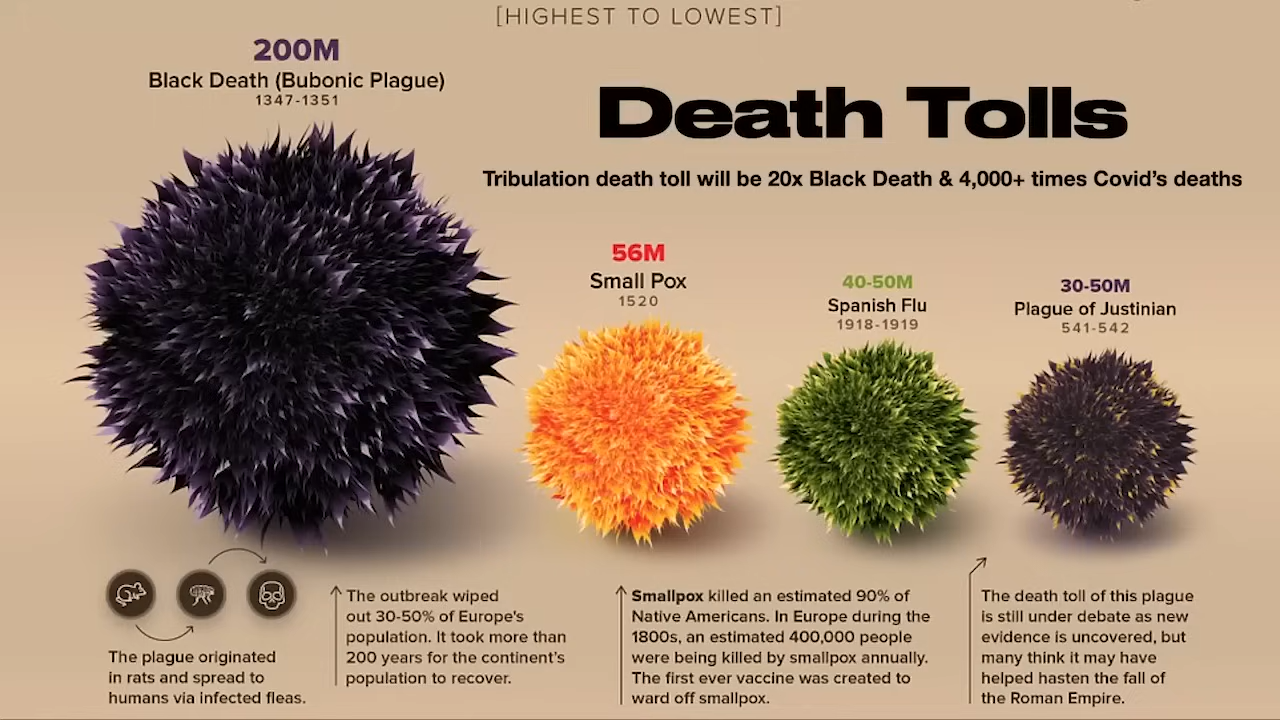 [HIGHEST TO LOWEST]
200M
Black Death (Bubonic Plague)
1347-1351
Death Tolls
Tribulation death toll will be 20x Black Death & 4,000+ times Covid's deaths
56M
Small Pox
1520
40-50M
Spanish Flu
1918-1919
30-50M
Plague of Justinian
541-542
The plague originated
in rats and spread to
humans via infected fleas.
The outbreak wiped
out 30-50% of Europe's
population. It took more than
200 years for the continent's
population to recover.
Smallpox killed an estimated 90% of
Native Americans. In Europe during the
1800s, an estimated 400,000 people
were being killed by smallpox annually.
The first ever vaccine was created to
ward off smallpox.
The death toll of this plague
is still under debate as new
evidence is uncovered, but
many think it may have
helped hasten the fall of
the Roman Empire.